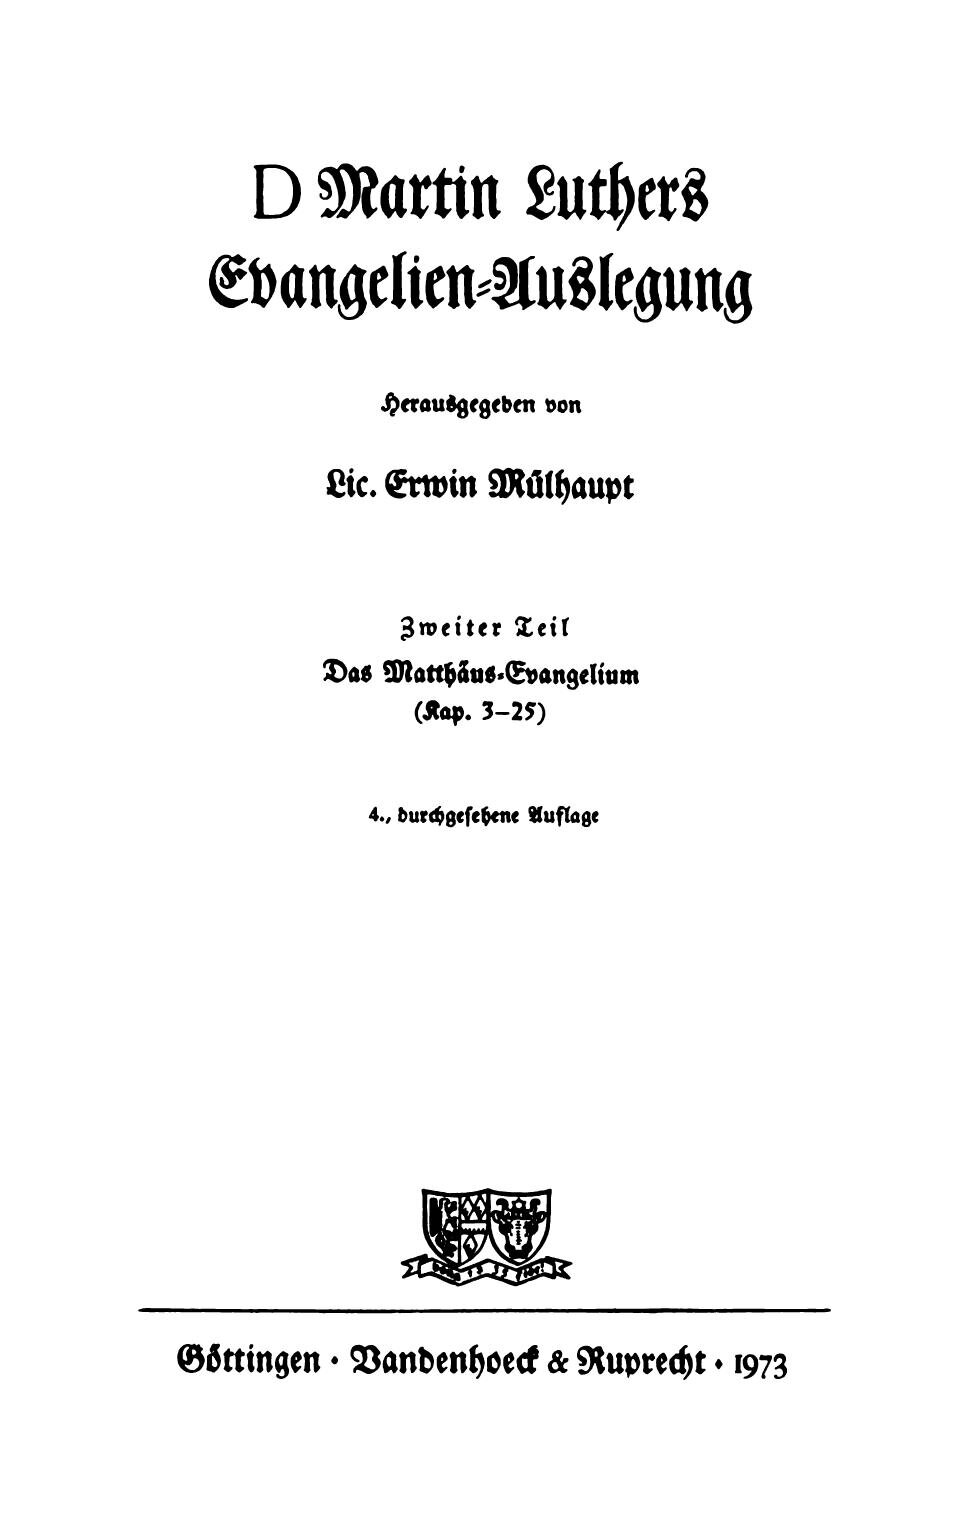 D Martin Luthers
Evangelien-Auslegung
Herausgegeben von
Lic. Erwin Mülhaupt
Zweiter Teil
Das Matthäus-Evangelium
(Kap. 3–25)
4., durchgesehene Auflage
Göttingen · Vandenhoeck & Ruprecht · 1973